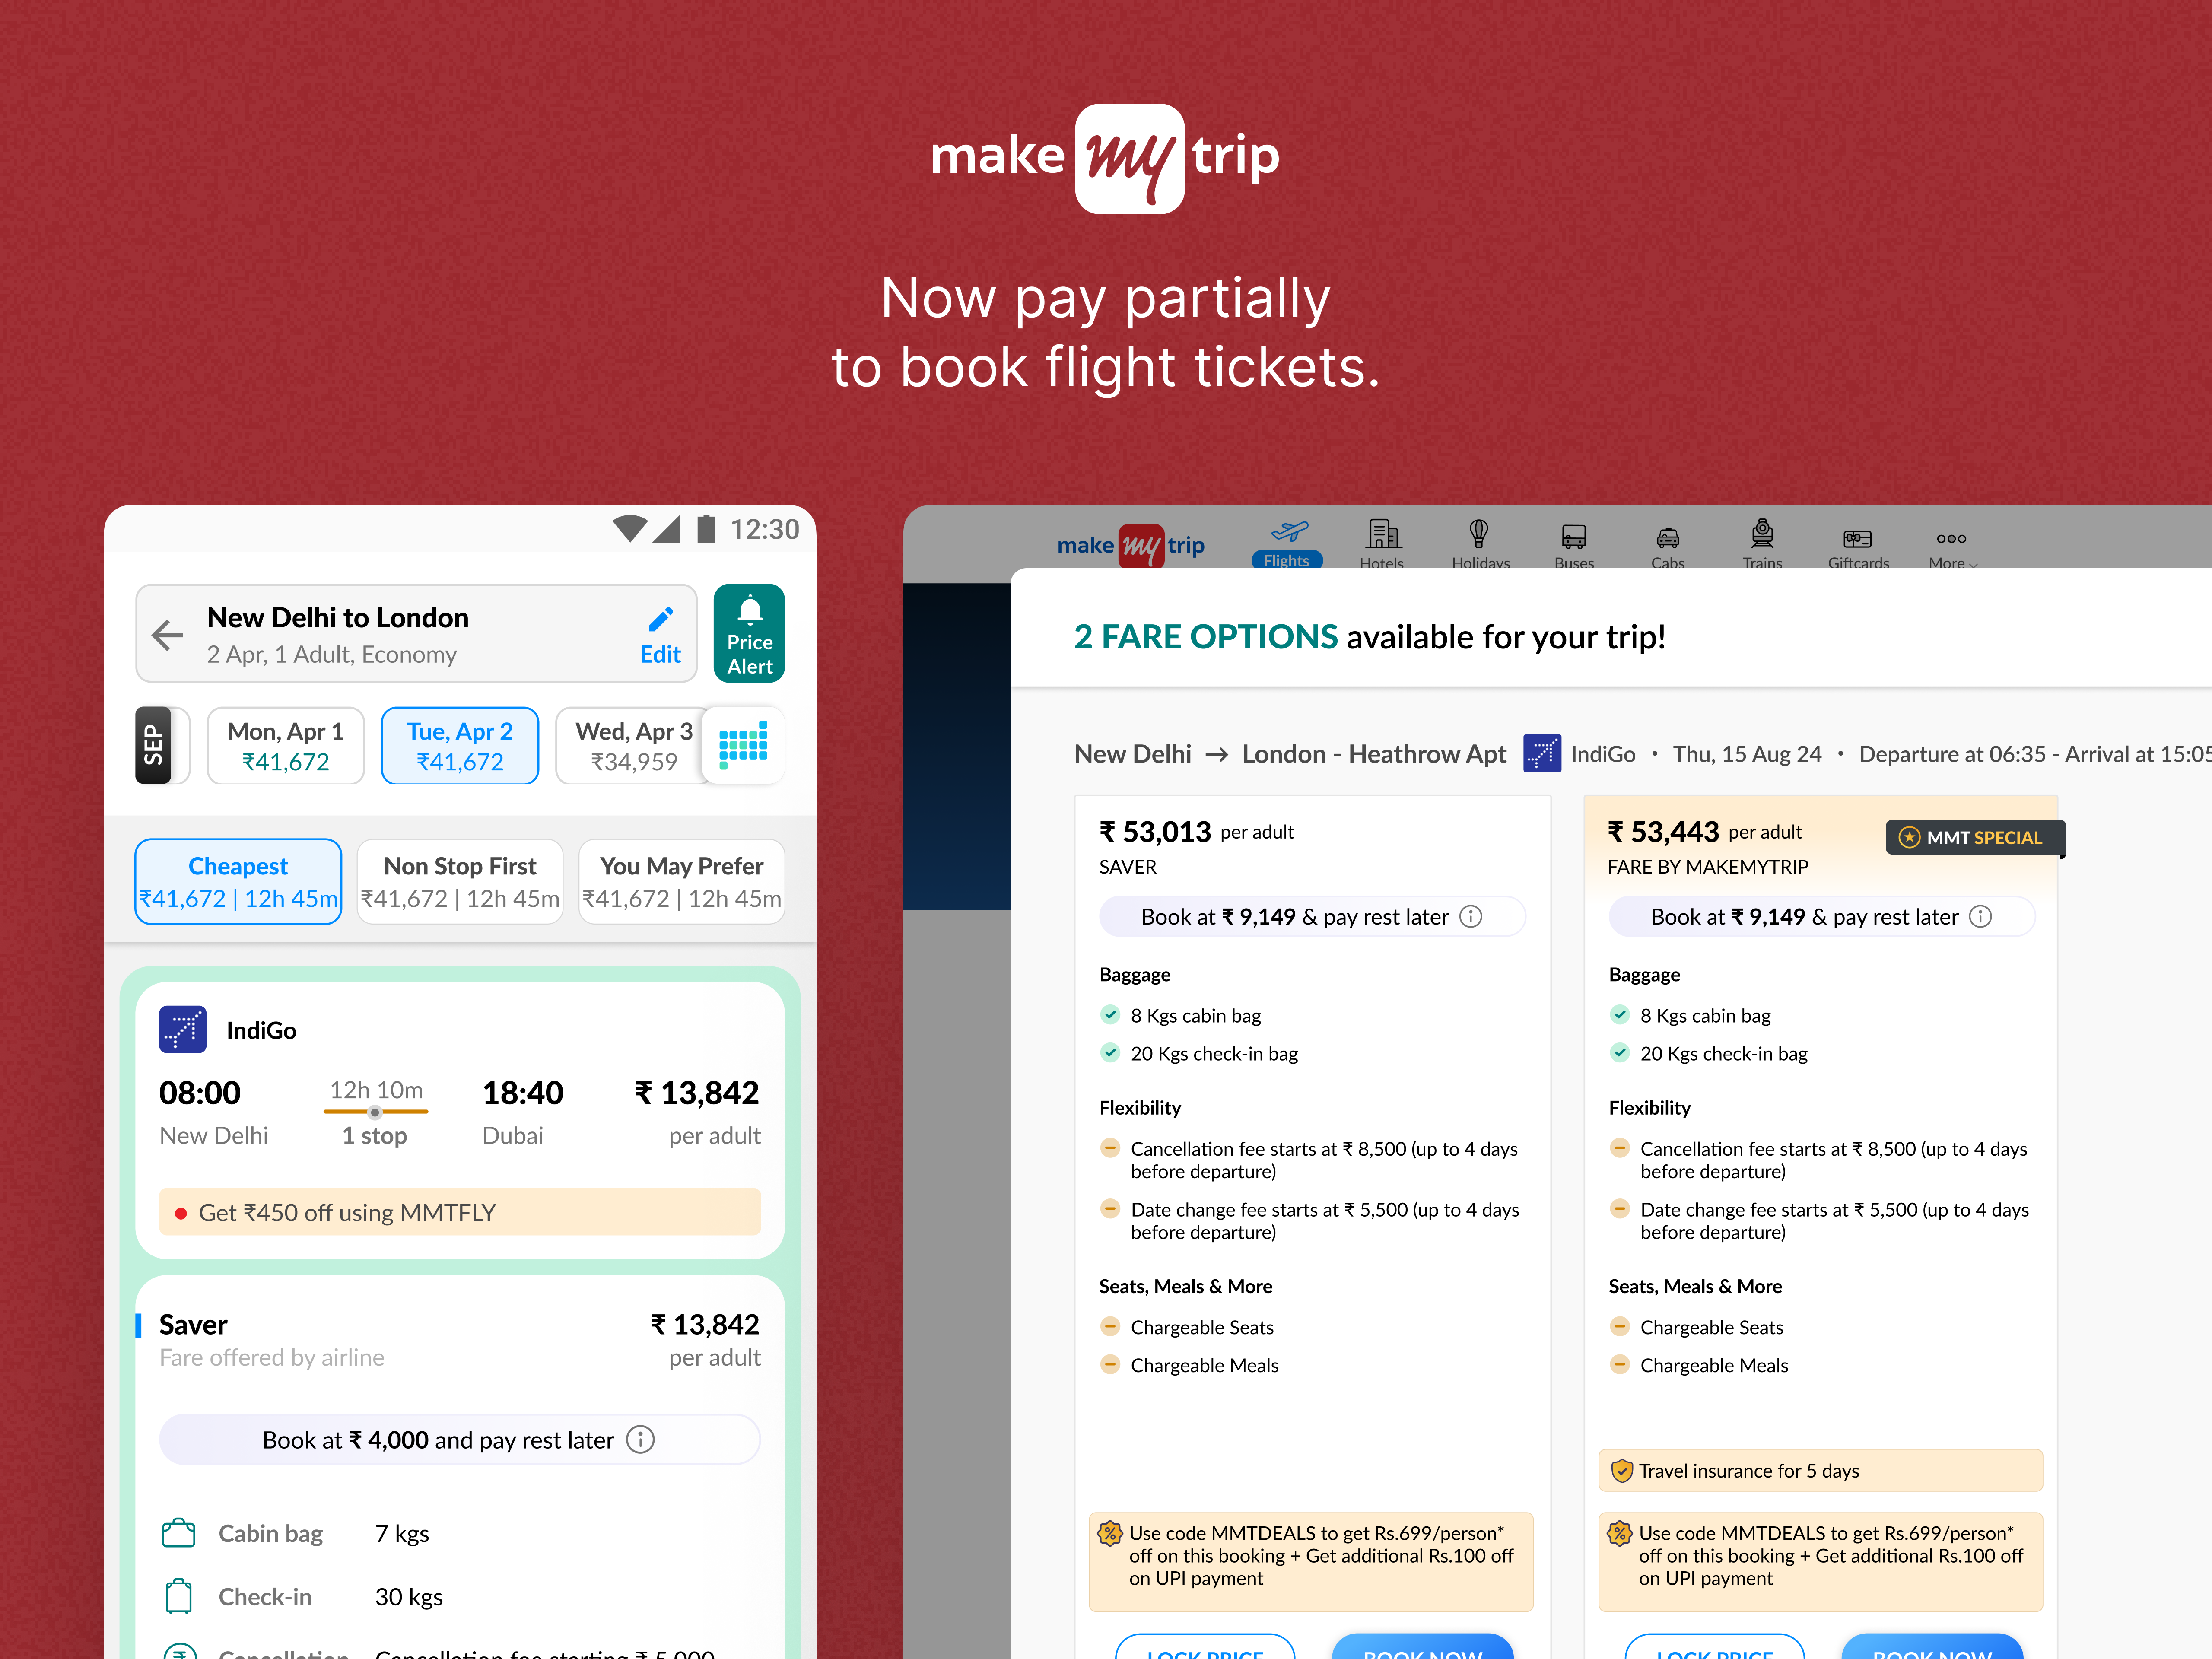 make my trip
Now pay partially
to book flight tickets.
12:30
New Delhi to London
2 Apr, 1 Adult, Economy
Edit
Price
Alert
SEP
Mon, Apr 1
₹41,672
Tue, Apr 2
₹41,672
Wed, Apr 3
₹34,959
Cheapest
₹41,672 | 12h 45m
Non Stop First
₹41,672 | 12h 45m
You May Prefer
₹41,672 | 12h 45m
IndiGo
08:00
12h 10m
18:40
₹ 13,842
New Delhi
1 stop
Dubai
per adult
Get ₹450 off using MMTFLY
Saver
₹ 13,842
Fare offered by airline
per adult
Book at ₹ 4,000 and pay rest later
Cabin bag 7 kgs
Check-in 30 kgs
Cancellation Cancellation fee starting ₹ 5,000
make my trip
Flights
Hotels
Holidays
Buses
Cabs
Trains
Giftcards
More
2 FARE OPTIONS available for your trip!
New Delhi → London - Heathrow Apt IndiGo • Thu, 15 Aug 24 • Departure at 06:35 - Arrival at 15:05
₹ 53,013 per adult
SAVER
Book at ₹ 9,149 & pay rest later
Baggage
8 Kgs cabin bag
20 Kgs check-in bag
Flexibility
Cancellation fee starts at ₹ 8,500 (up to 4 days
before departure)
Date change fee starts at ₹ 5,500 (up to 4 days
before departure)
Seats, Meals & More
Chargeable Seats
Chargeable Meals
Use code MMTDEALS to get Rs.699/person*
off on this booking + Get additional Rs.100 off
on UPI payment
LOCK PRICE
BOOK NOW
₹ 53,443 per adult
MMT SPECIAL
FARE BY MAKEMYTRIP
Book at ₹ 9,149 & pay rest later
Baggage
8 Kgs cabin bag
20 Kgs check-in bag
Flexibility
Cancellation fee starts at ₹ 8,500 (up to 4 days
before departure)
Date change fee starts at ₹ 5,500 (up to 4 days
before departure)
Seats, Meals & More
Chargeable Seats
Chargeable Meals
Travel insurance for 5 days
Use code MMTDEALS to get Rs.699/person*
off on this booking + Get additional Rs.100 off
on UPI payment
LOCK PRICE
BOOK NOW